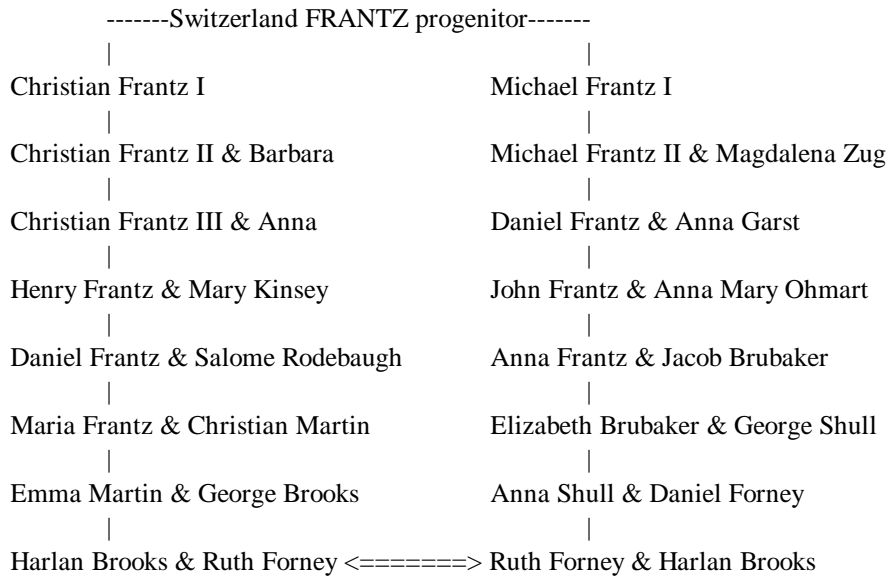 -------Switzerland FRANTZ progenitor-------
| |
Christian Frantz I Michael Frantz I
| |
Christian Frantz II & Barbara Michael Frantz II & Magdalena Zug
| |
Christian Frantz III & Anna Daniel Frantz & Anna Garst
| |
Henry Frantz & Mary Kinsey John Frantz & Anna Mary Ohmart
| |
Daniel Frantz & Salome Rodebaugh Anna Frantz & Jacob Brubaker
| |
Maria Frantz & Christian Martin Elizabeth Brubaker & George Shull
| |
Emma Martin & George Brooks Anna Shull & Daniel Forney
| |
Harlan Brooks & Ruth Forney <=======> Ruth Forney & Harlan Brooks